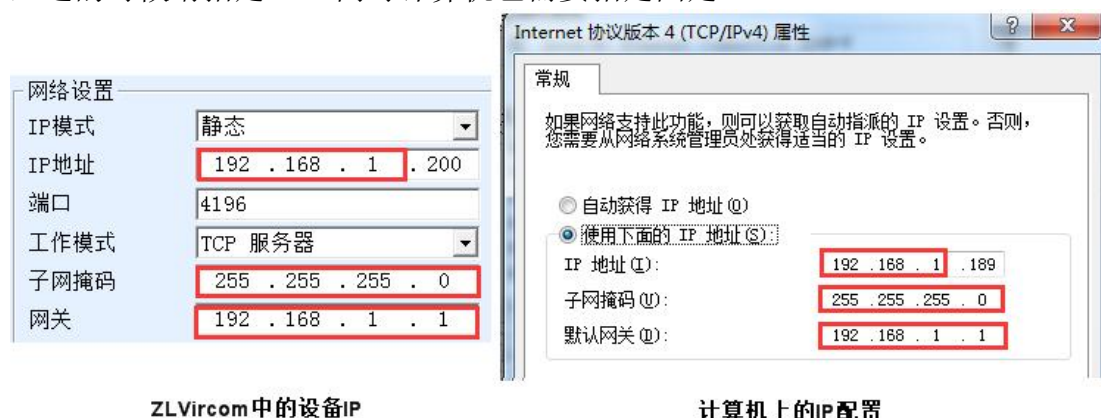 网络设置
IP模式 静态
IP地址 192 . 168 . 1 . 200
端口 4196
工作模式 TCP 服务器
子网掩码 255 . 255 . 255 . 0
网关 192 . 168 . 1 . 1
ZLVircom中的设备IP
Internet 协议版本 4 (TCP/IPv4) 属性
常规
如果网络支持此功能,则可以获取自动指派的 IP 设置。否则,
您需要从网络系统管理员处获得适当的 IP 设置。
自动获得 IP 地址(O)
使用下面的 IP 地址(S):
IP 地址(I): 192 .168 . 1 .189
子网掩码(U): 255 .255 .255 . 0
默认网关(D): 192 .168 . 1 . 1
计算机上的IP配置